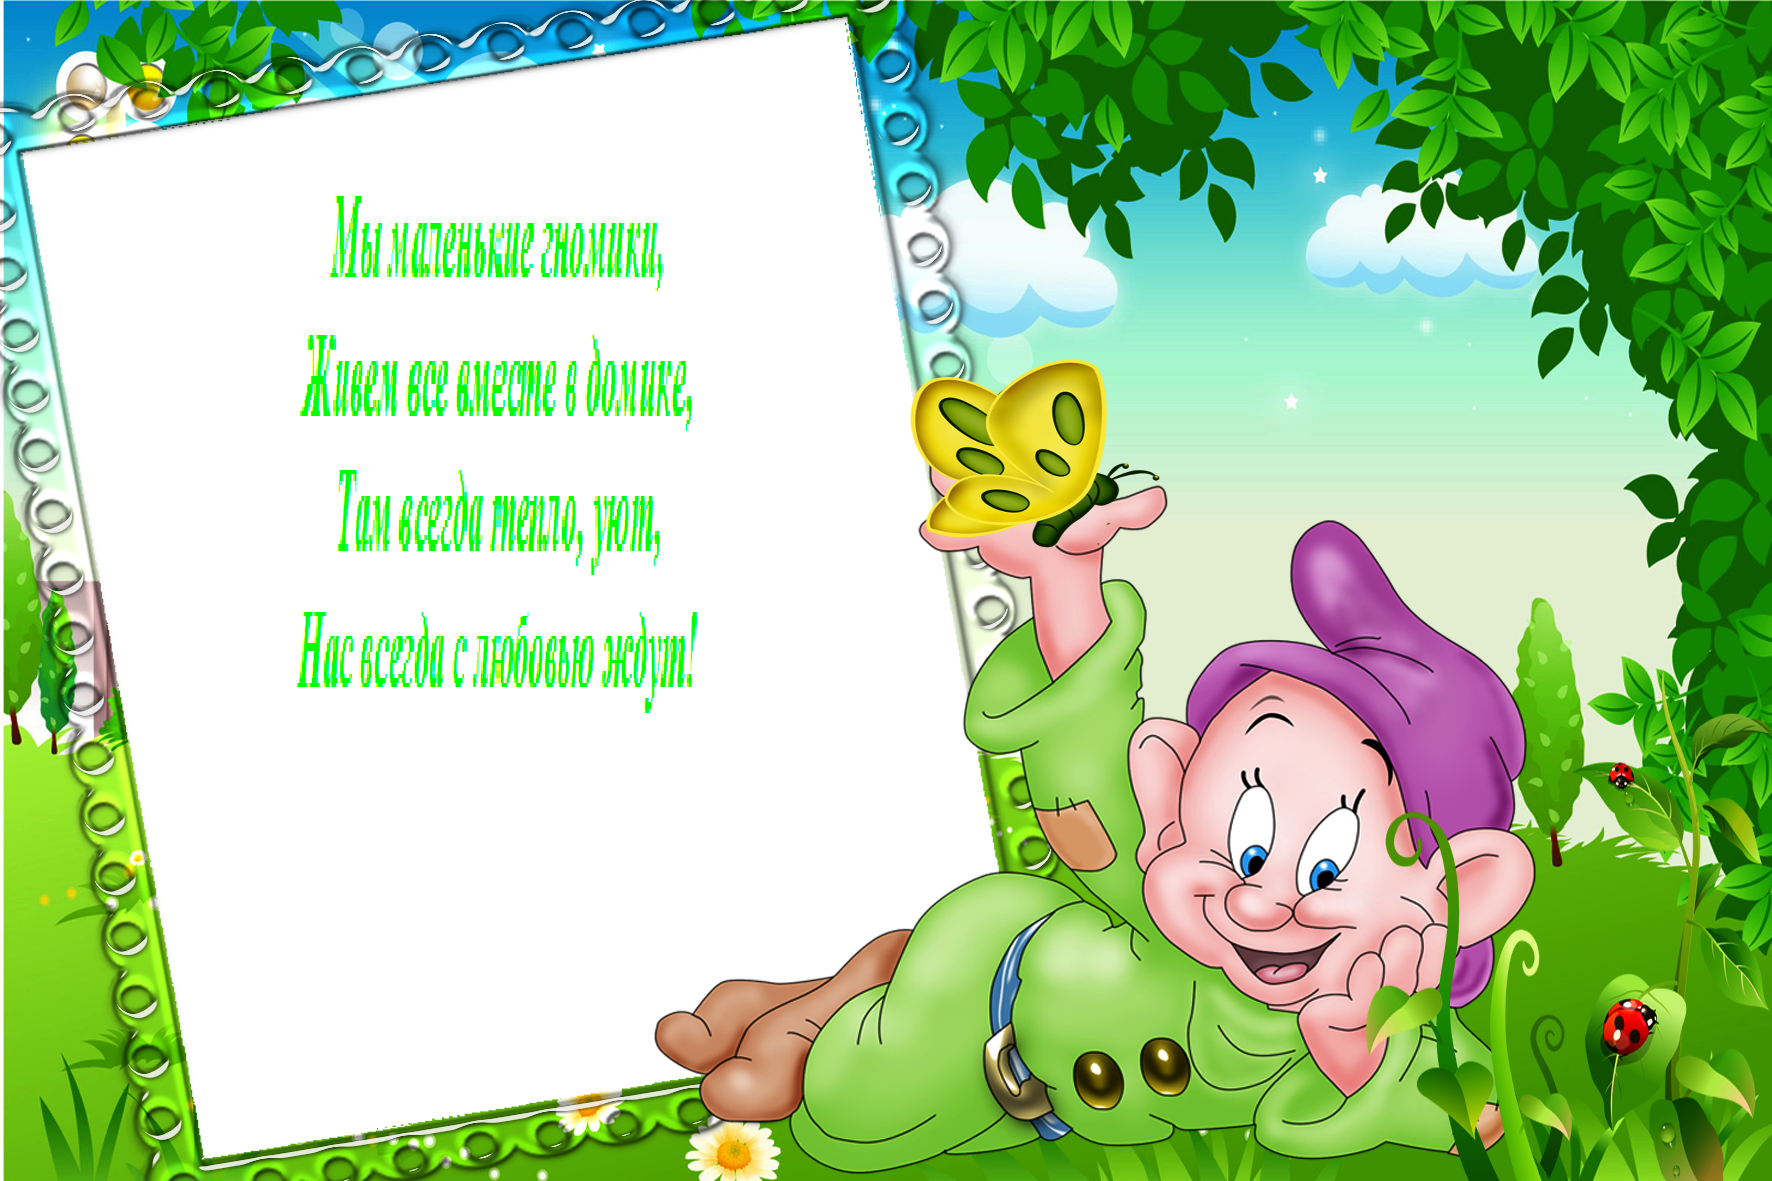 Мы маленькие гномики,
Живем все вместе в домике,
Там всегда тепло, уют,
Нас всегда с любовью ждут!